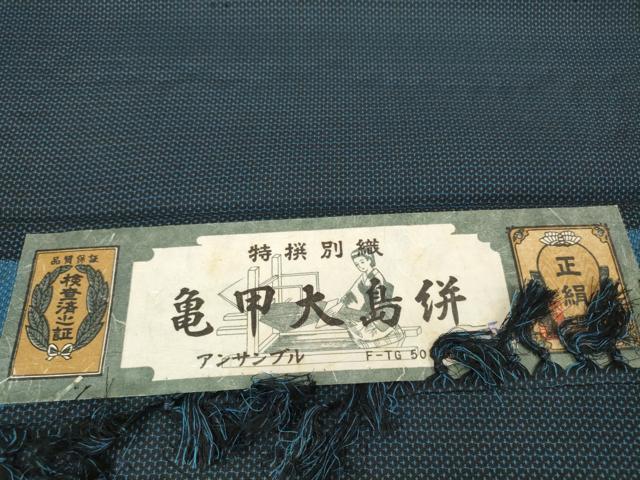 品質保証
検査済之証
特撰別織
亀甲大島絣
アンサンブル
F-TG 50
正絹